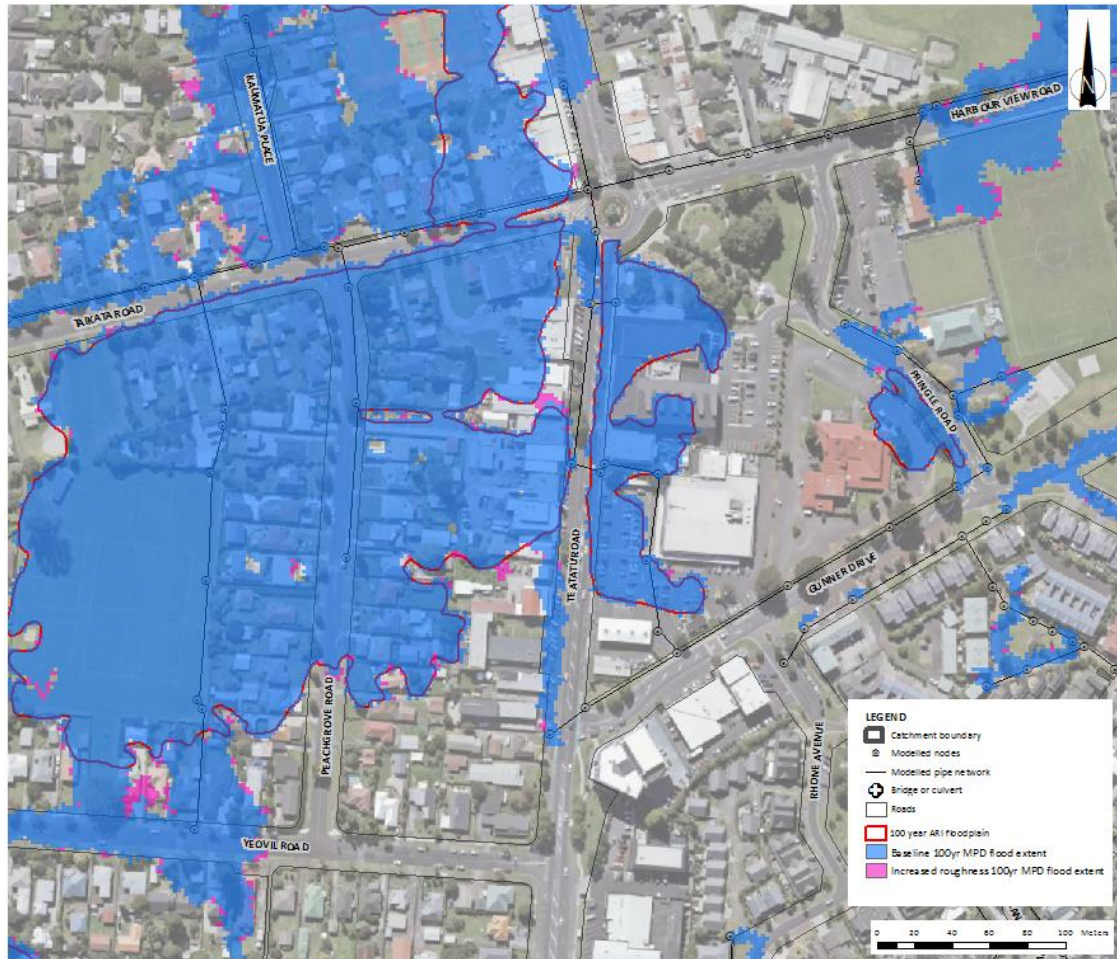 KAUMATUA PLACE
HARBOUR VIEW ROAD
N
TAIKATA ROAD
PRINGLE ROAD
TE ATATU ROAD
GUNNER DRIVE
PEACHGROVE ROAD
RHONE AVENUE
YEOVIL ROAD
LEGEND
Catchment boundary
Modelled nodes
Modelled pipe network
Bridge or culvert
Roads
100 year ARI floodplain
Baseline 100yr MPD flood extent
Increased roughness 100yr MPD flood extent
0 20 40 60 80 100 Meters